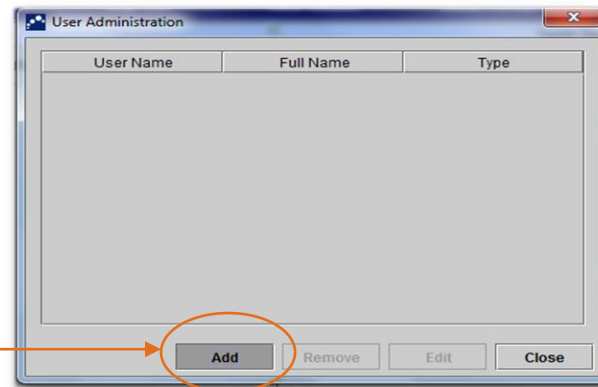 User Administration
User Name Full Name Type
Add Remove Edit Close